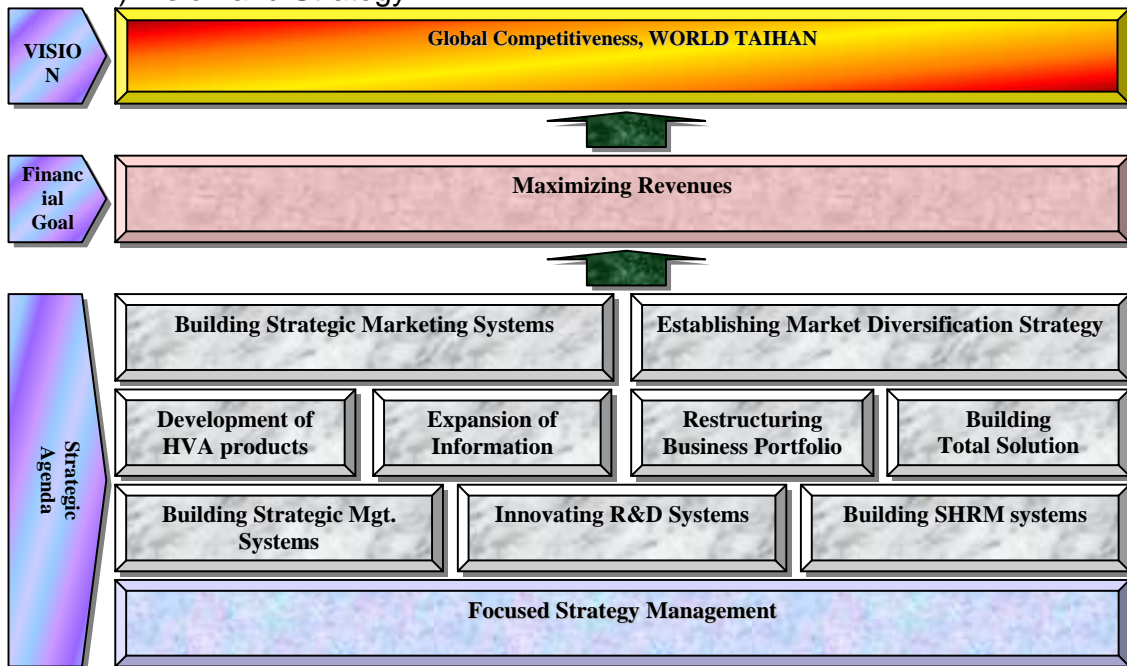 and Strategy
VISIO
N
Global Competitiveness, WORLD TAIHAN
Financ
ial
Goal
Maximizing Revenues
Strategic
Agenda
Building Strategic Marketing Systems
Establishing Market Diversification Strategy
Development of
HVA products
Expansion of
Information
Restructuring
Business Portfolio
Building
Total Solution
Building Strategic Mgt.
Systems
Innovating R&D Systems
Building SHRM systems
Focused Strategy Management